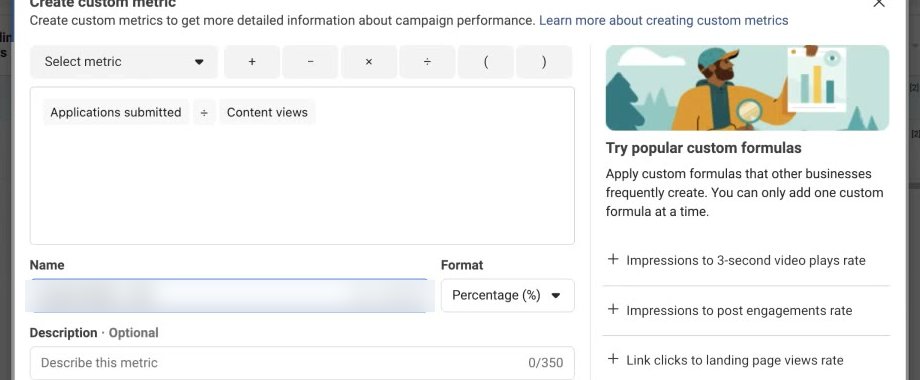 Create custom metric
Create custom metrics to get more detailed information about campaign performance. Learn more about creating custom metrics
Select metric + − × ÷ ( )
Applications submitted ÷ Content views
Try popular custom formulas
Apply custom formulas that other businesses
frequently create. You can only add one custom
formula at a time.
Name Format
Percentage (%)
Description · Optional
Describe this metric 0/350
+ Impressions to 3-second video plays rate
+ Impressions to post engagements rate
+ Link clicks to landing page views rate